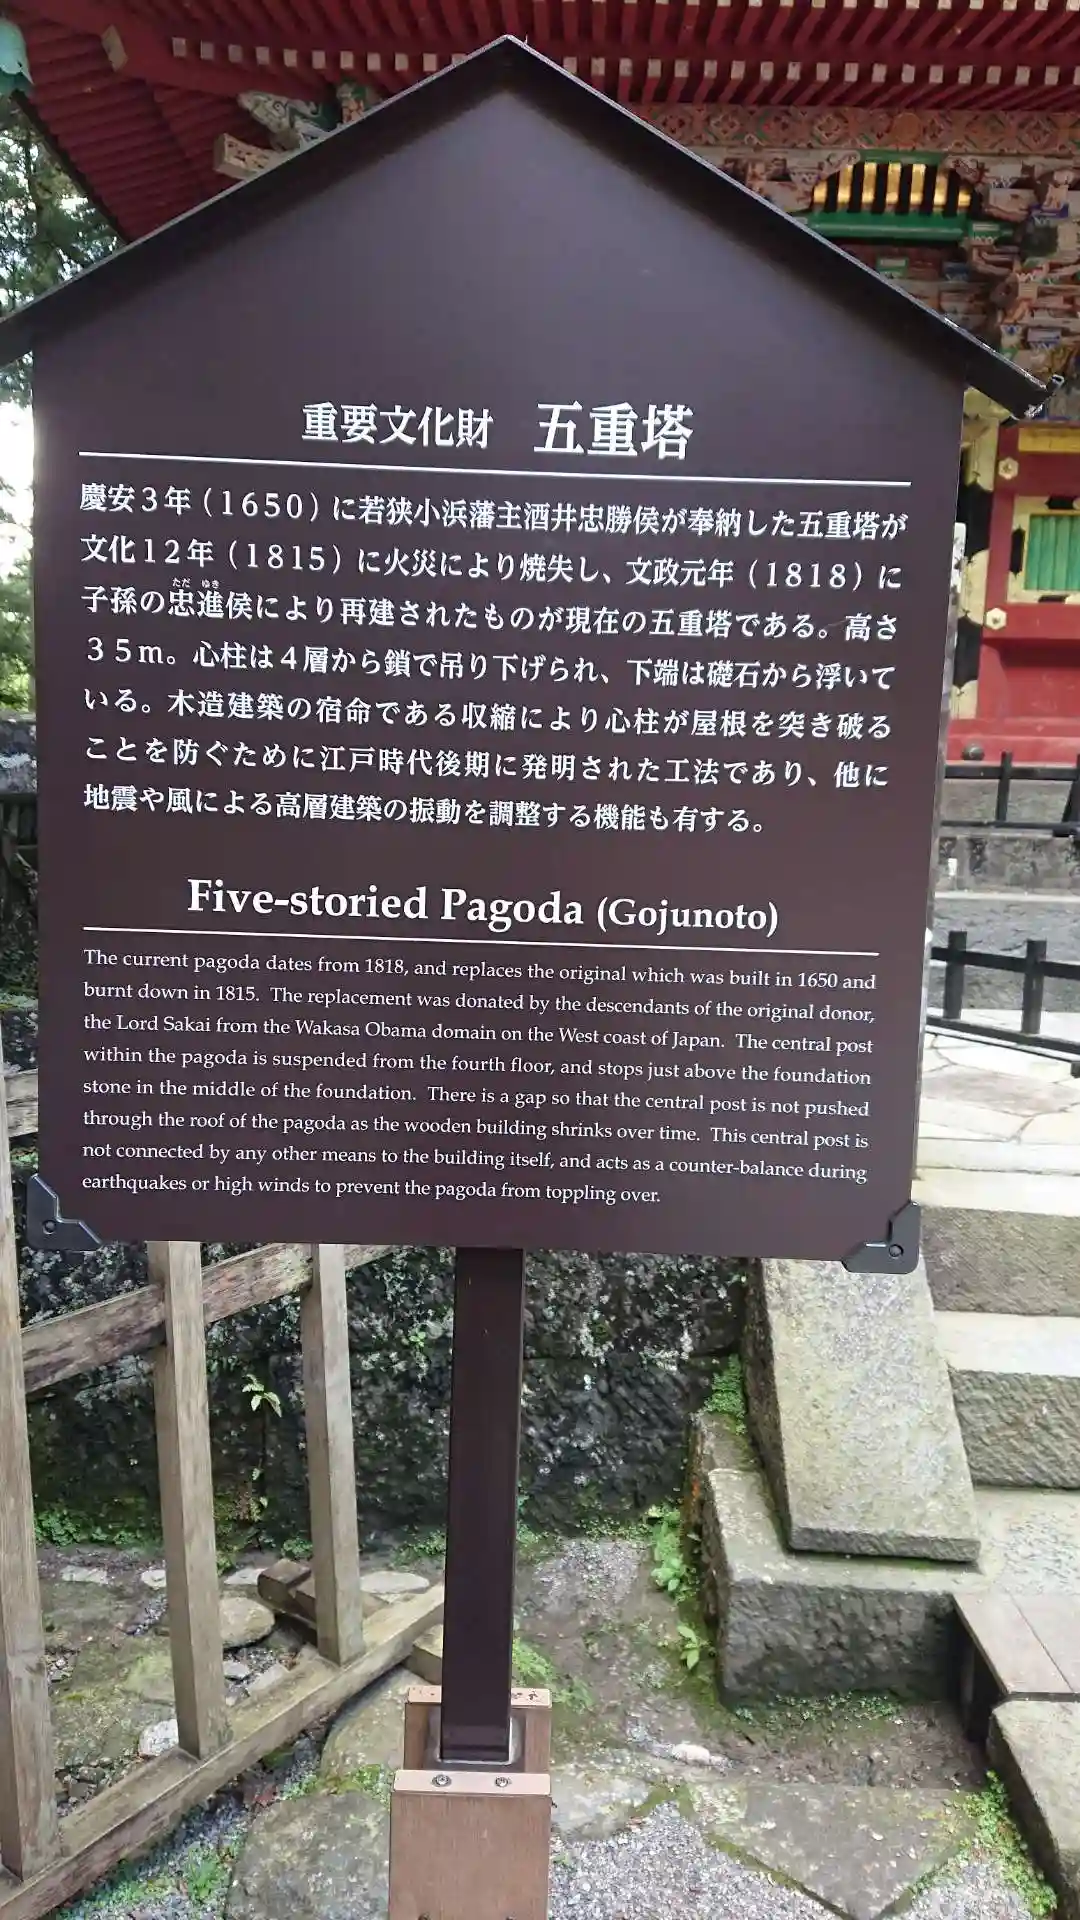 重要文化財 五重塔
慶安3年(1650)に若狭小浜藩主酒井忠勝侯が奉納した五重塔が
文化12年(1815)に火災により焼失し、文政元年(1818)に
ただ ゆき
子孫の忠進侯により再建されたものが現在の五重塔である。高さ
35m。心柱は4層から鎖で吊り下げられ、下端は礎石から浮いて
いる。木造建築の宿命である収縮により心柱が屋根を突き破る
ことを防ぐために江戸時代後期に発明された工法であり、他に
地震や風による高層建築の振動を調整する機能も有する。
Five-storied Pagoda (Gojunoto)
The current pagoda dates from 1818, and replaces the original which was built in 1650 and
burnt down in 1815. The replacement was donated by the descendants of the original donor,
the Lord Sakai from the Wakasa Obama domain on the West coast of Japan. The central post
within the pagoda is suspended from the fourth floor, and stops just above the foundation
stone in the middle of the foundation. There is a gap so that the central post is not pushed
through the roof of the pagoda as the wooden building shrinks over time. This central post is
not connected by any other means to the building itself, and acts as a counter-balance during
earthquakes or high winds to prevent the pagoda from toppling over.